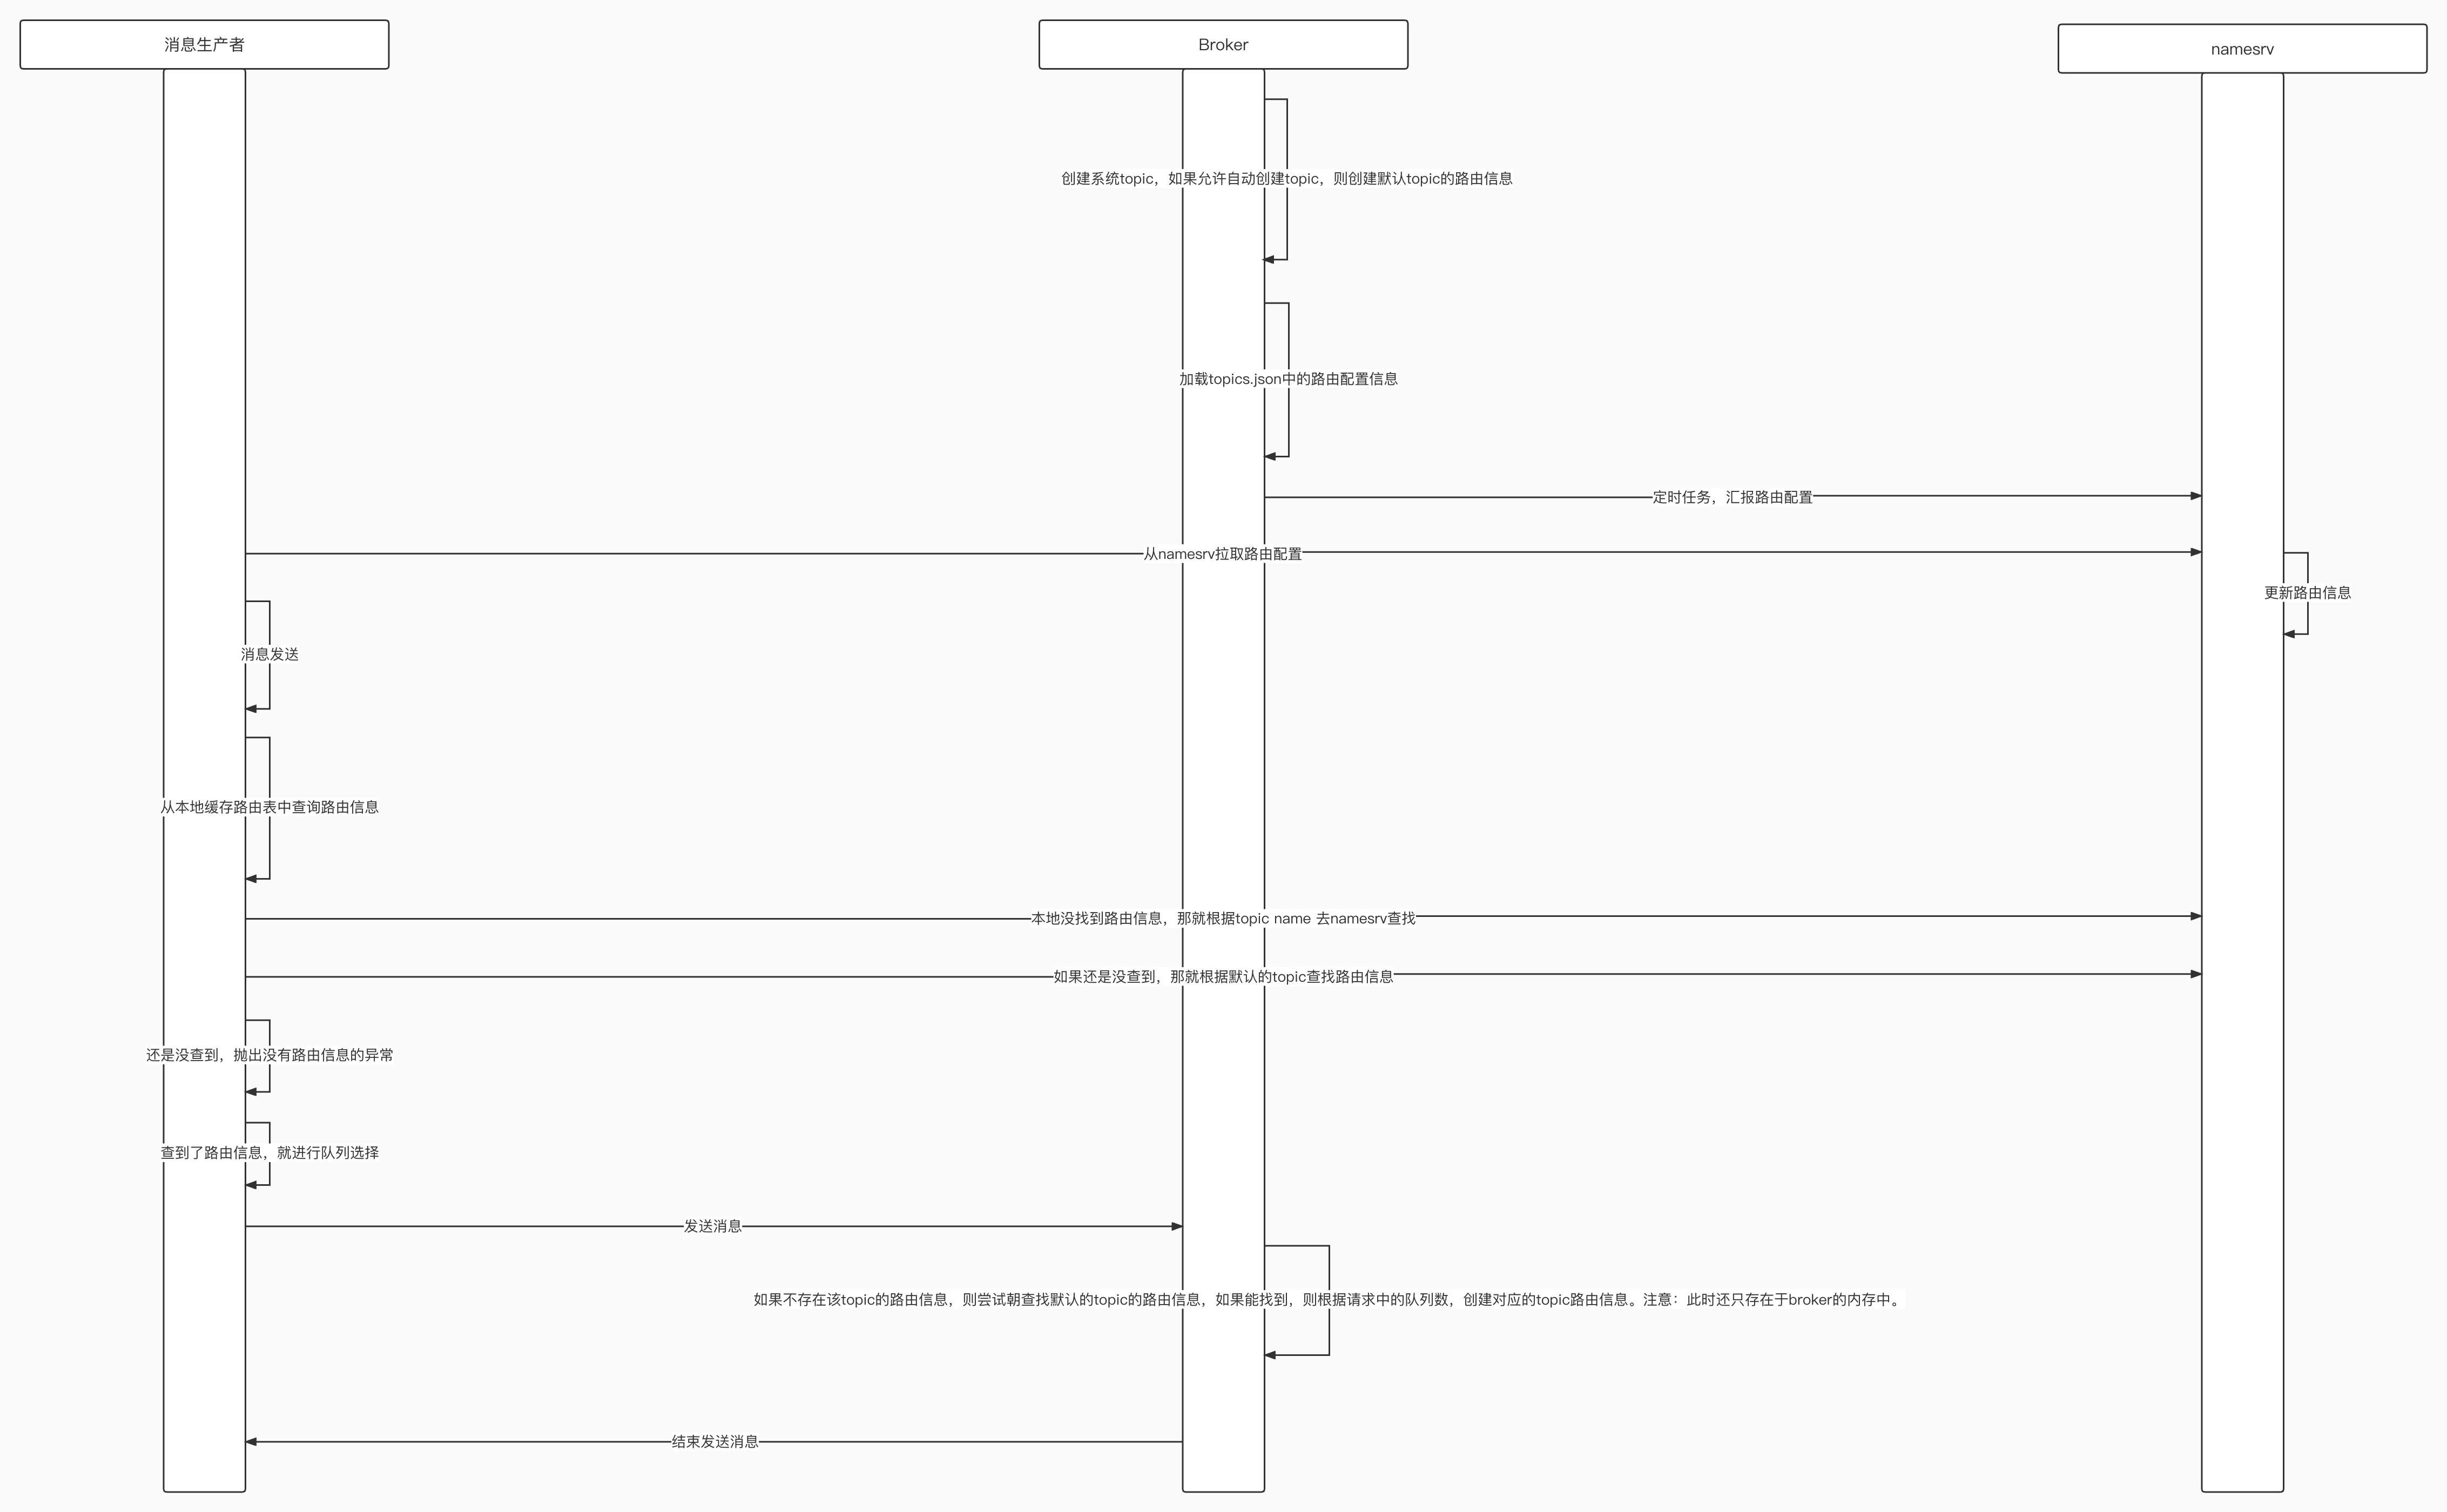 消息生产者
Broker
namesrv
创建系统topic，如果允许自动创建topic，则创建默认topic的路由信息
加载topics.json中的路由配置信息
定时任务，汇报路由配置
从namesrv拉取路由配置
更新路由信息
消息发送
从本地缓存路由表中查询路由信息
本地没找到路由信息，那就根据topic name 去namesrv查找
如果还是没查到，那就根据默认的topic查找路由信息
还是没查到，抛出没有路由信息的异常
查到了路由信息，就进行队列选择
发送消息
如果不存在该topic的路由信息，则尝试朝查找默认的topic的路由信息，如果能找到，则根据请求中的队列数，创建对应的topic路由信息。注意：此时还只存在于broker的内存中。
结束发送消息